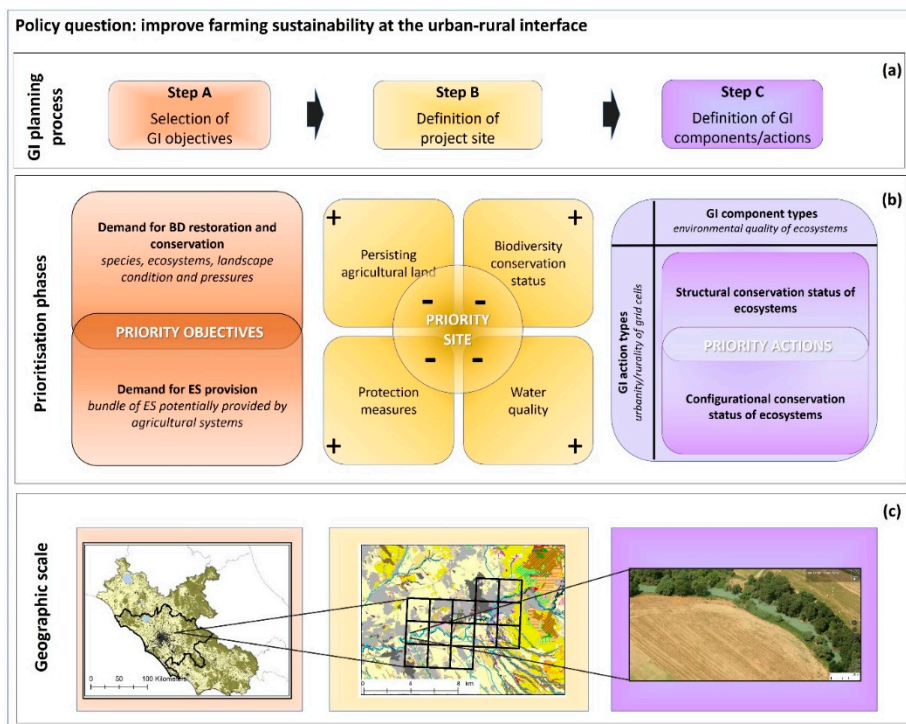 Policy question: improve farming sustainability at the urban-rural interface
(a)
GI planning
process
Step A
Selection of
GI objectives
Step B
Definition of
project site
Step C
Definition of GI
components/actions
(b)
Prioritisation phases
Demand for BD restoration and
conservation
species, ecosystems, landscape
condition and pressures
PRIORITY OBJECTIVES
Demand for ES provision
bundle of ES potentially provided by
agricultural systems
+
+
Persisting
agricultural land
Biodiversity
conservation
status
- -
PRIORITY
SITE
- -
Protection
measures
Water
quality
+
+
GI component types
environmental quality of ecosystems
GI action types
urbanity/rurality of grid cells
Structural conservation status of
ecosystems
PRIORITY ACTIONS
Configurational conservation
status of ecosystems
(c)
Geographic scale
0 50 100 Kilometers
0 4 8
km